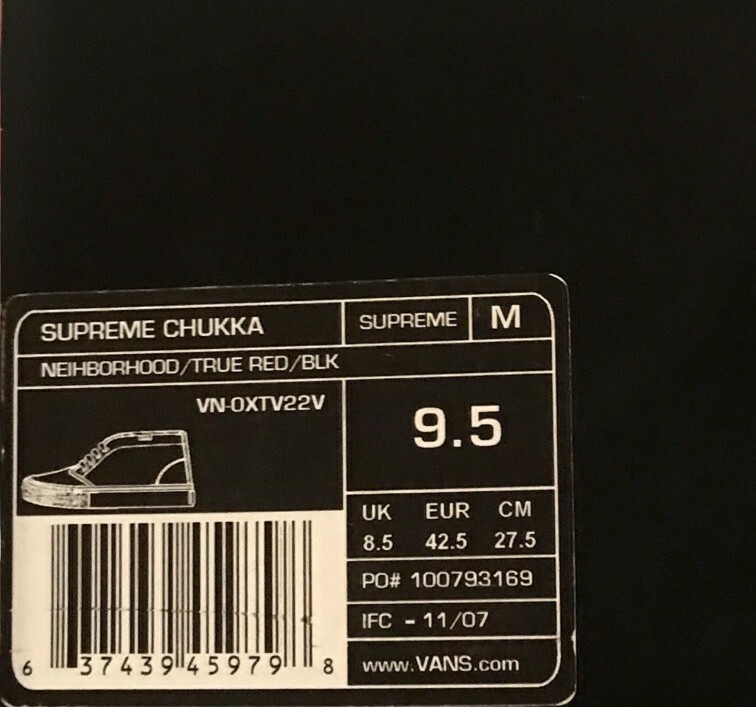 SUPREME CHUKKA SUPREME M
NEIHBORHOOD/TRUE RED/BLK
VN-0XTV22V
9.5
UK EUR CM
8.5 42.5 27.5
PO# 100793169
IFC - 11/07
www.VANS.com
6 37439 45979 8